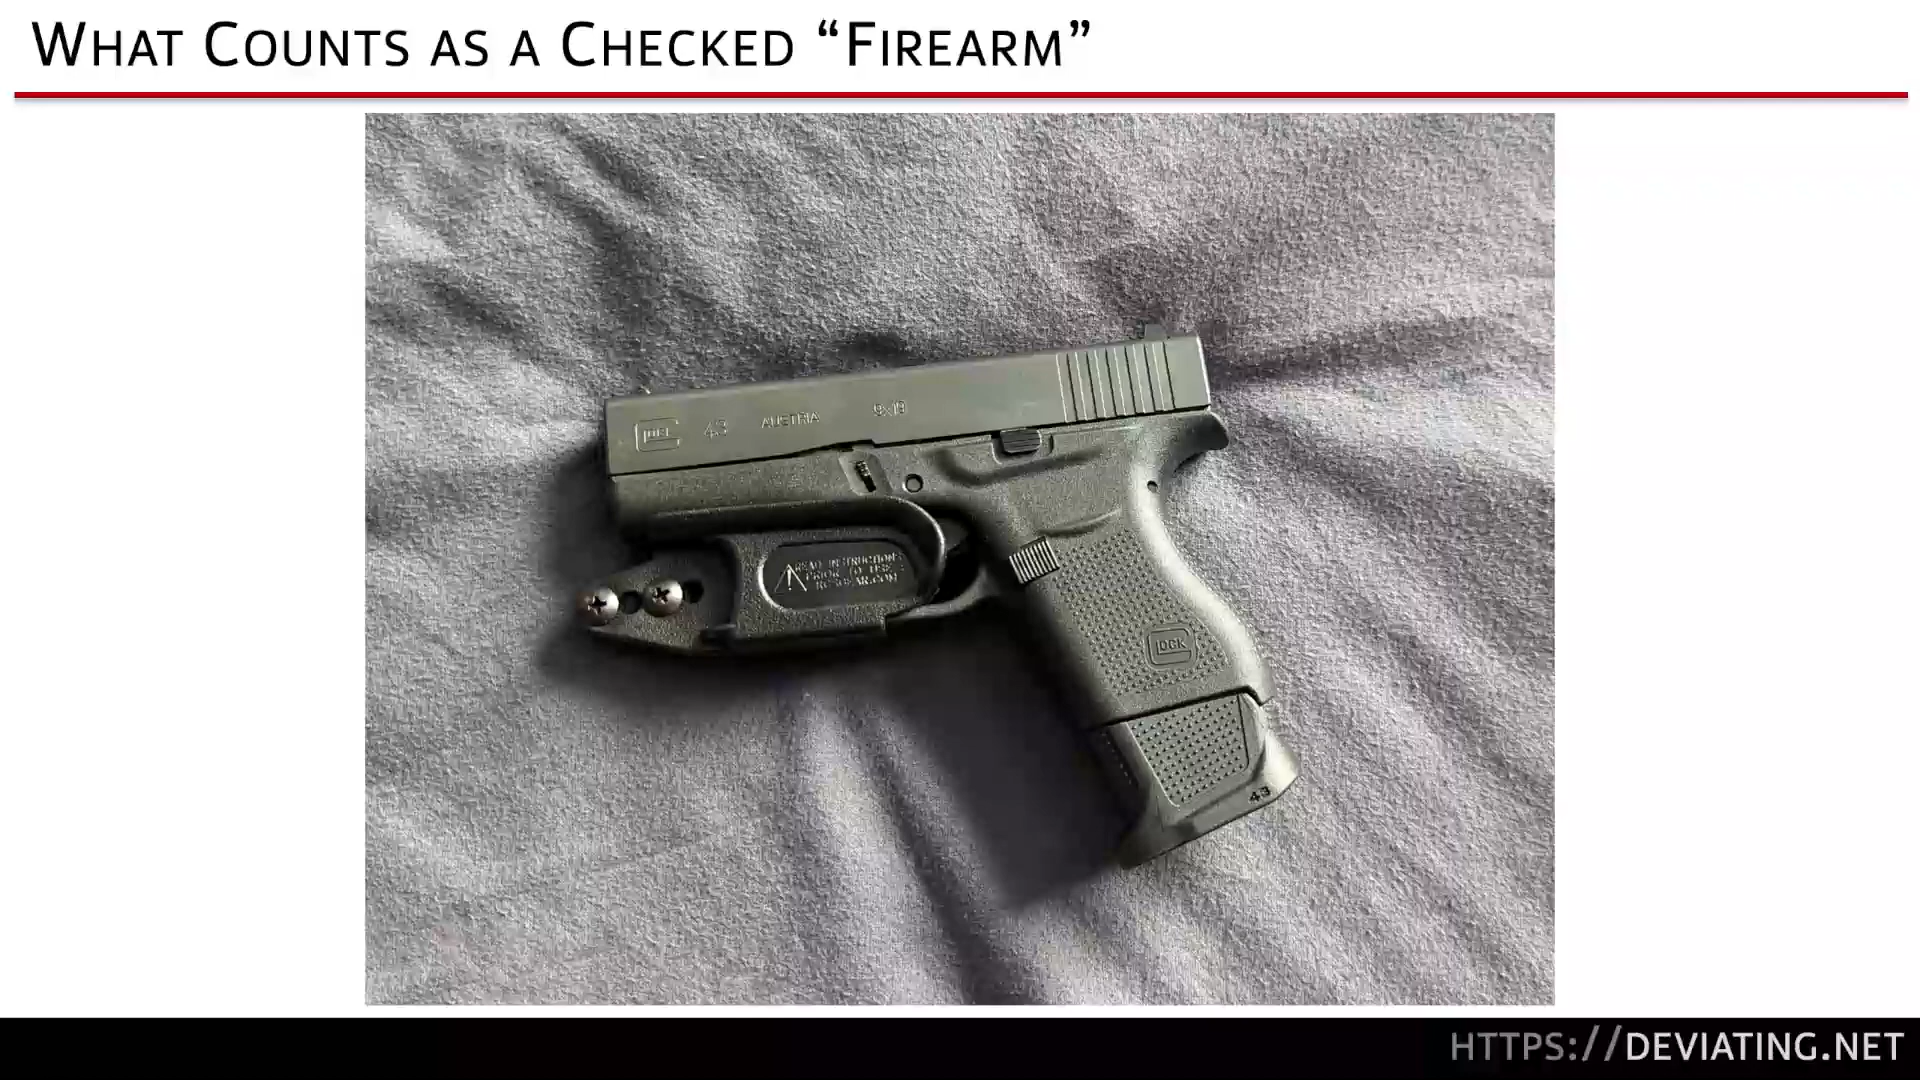 WHAT COUNTS AS A CHECKED “FIREARM”
GLOCK 43 AUSTRIA 9x19
READ INSTRUCTIONS
PRIOR TO USE
GLOCK
43
HTTPS://DEVIATING.NET